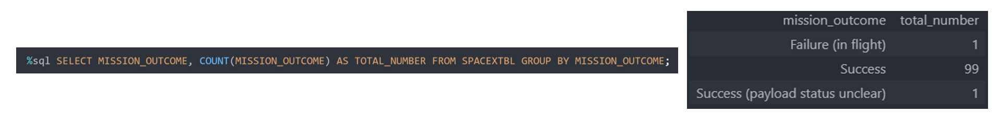 %sql SELECT MISSION_OUTCOME, COUNT(MISSION_OUTCOME) AS TOTAL_NUMBER FROM SPACEXTBL GROUP BY MISSION_OUTCOME;
mission_outcome total_number
Failure (in flight) 1
Success 99
Success (payload status unclear) 1